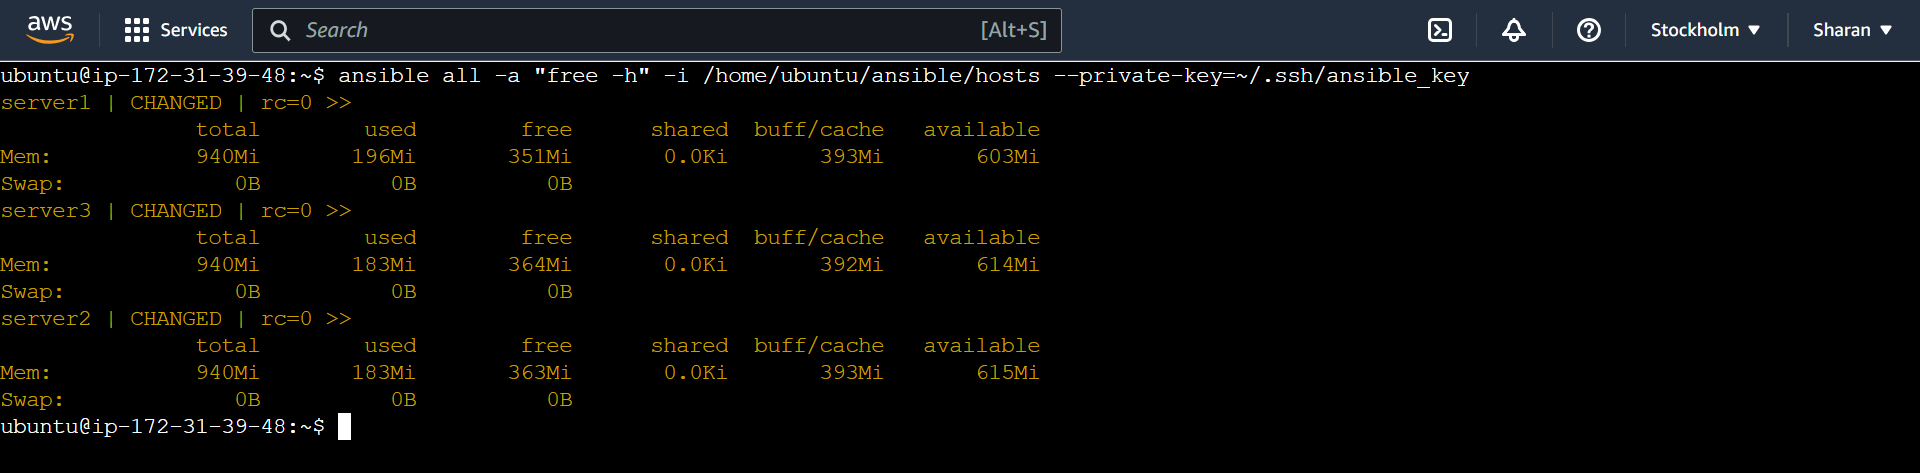 aws Services Search [Alt+S] Stockholm ▼ Sharan ▼
ubuntu@ip-172-31-39-48:~$ ansible all -a "free -h" -i /home/ubuntu/ansible/hosts --private-key=~/.ssh/ansible_key
server1 | CHANGED | rc=0 >>
               total        used        free      shared  buff/cache   available
Mem:           940Mi       196Mi       351Mi       0.0Ki       393Mi       603Mi
Swap:             0B          0B          0B
server3 | CHANGED | rc=0 >>
               total        used        free      shared  buff/cache   available
Mem:           940Mi       183Mi       364Mi       0.0Ki       392Mi       614Mi
Swap:             0B          0B          0B
server2 | CHANGED | rc=0 >>
               total        used        free      shared  buff/cache   available
Mem:           940Mi       183Mi       363Mi       0.0Ki       393Mi       615Mi
Swap:             0B          0B          0B
ubuntu@ip-172-31-39-48:~$